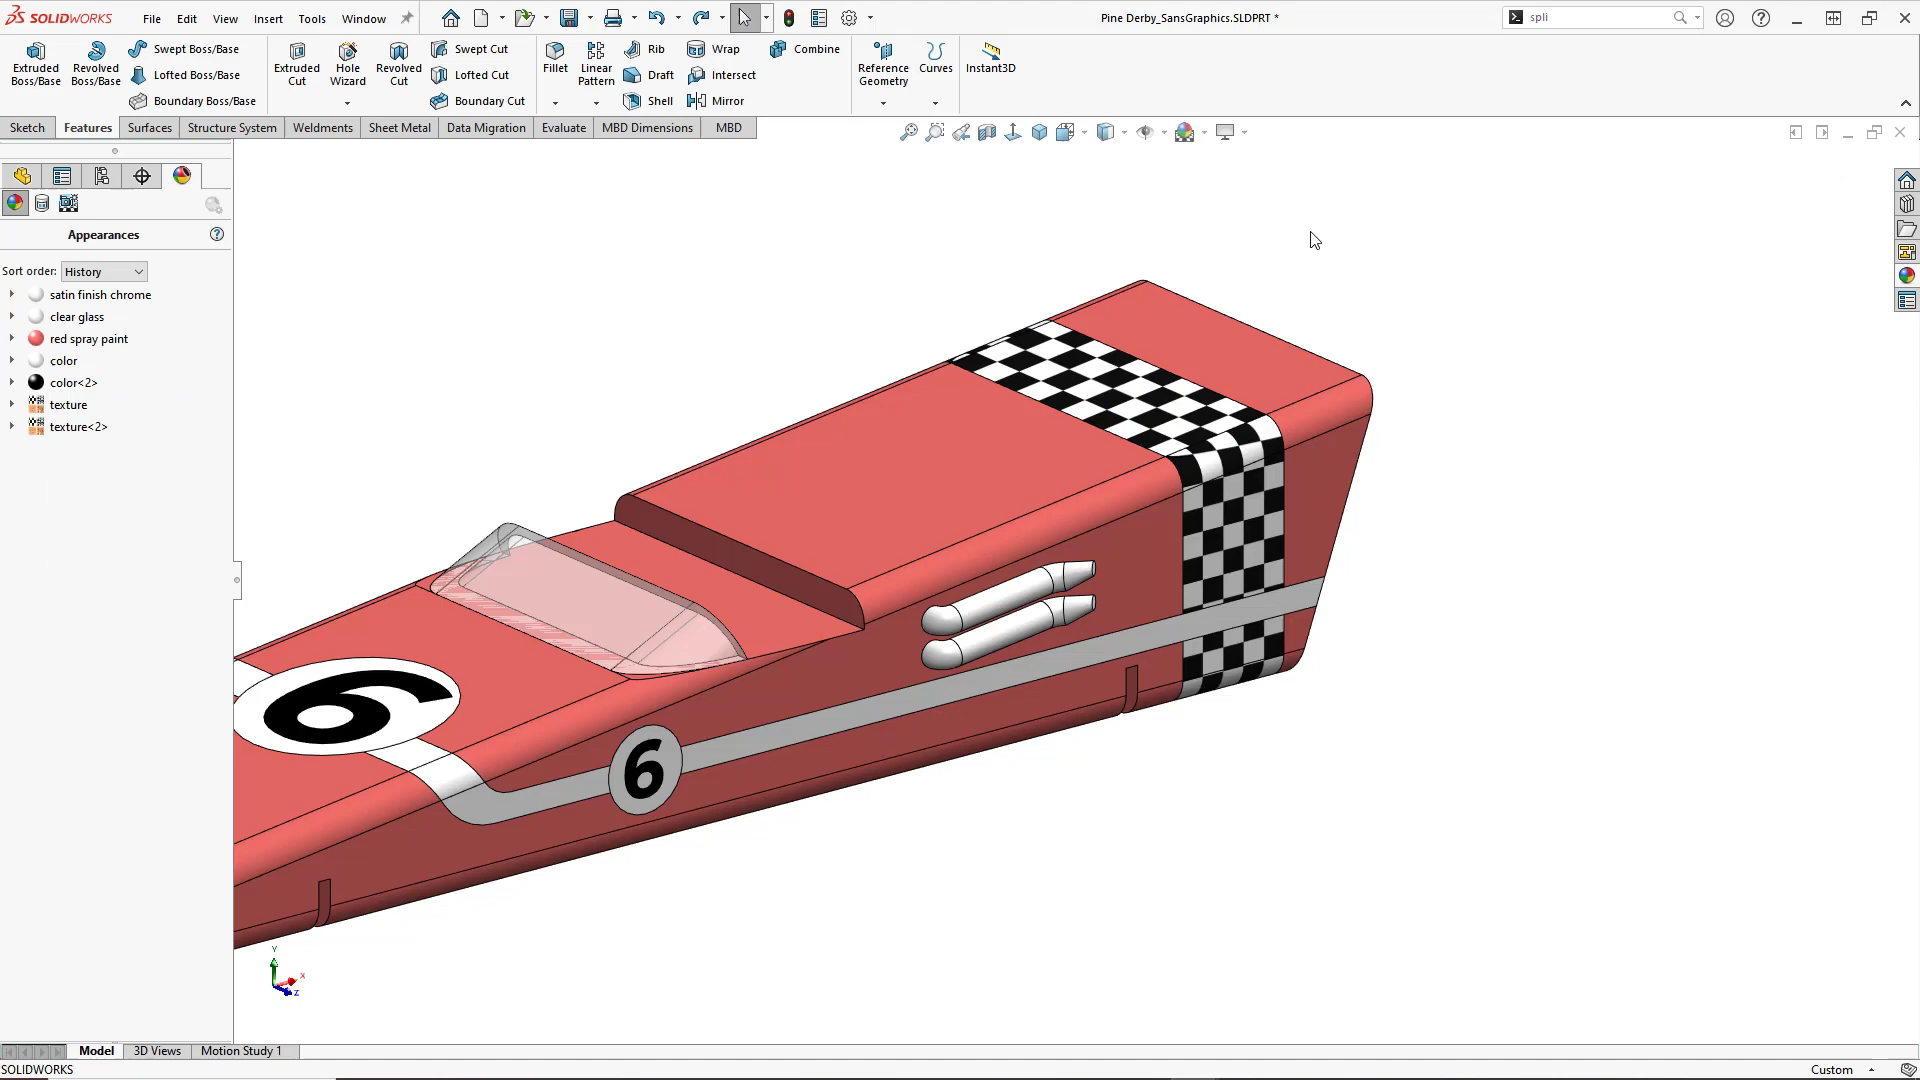 SOLIDWORKS
File Edit View Insert Tools Window
Pine Derby_SansGraphics.SLDPRT *
spli
Extruded Boss/Base
Revolved Boss/Base
Swept Boss/Base
Lofted Boss/Base
Boundary Boss/Base
Extruded Cut
Hole Wizard
Revolved Cut
Swept Cut
Lofted Cut
Boundary Cut
Fillet
Linear Pattern
Rib
Draft
Shell
Wrap
Intersect
Mirror
Combine
Reference Geometry
Curves
Instant3D
Sketch Features Surfaces Structure System Weldments Sheet Metal Data Migration Evaluate MBD Dimensions MBD
Appearances
Sort order: History
satin finish chrome
clear glass
red spray paint
color
color<2>
texture
texture<2>
6
6
Y
X
Z
Model 3D Views Motion Study 1
SOLIDWORKS
Custom